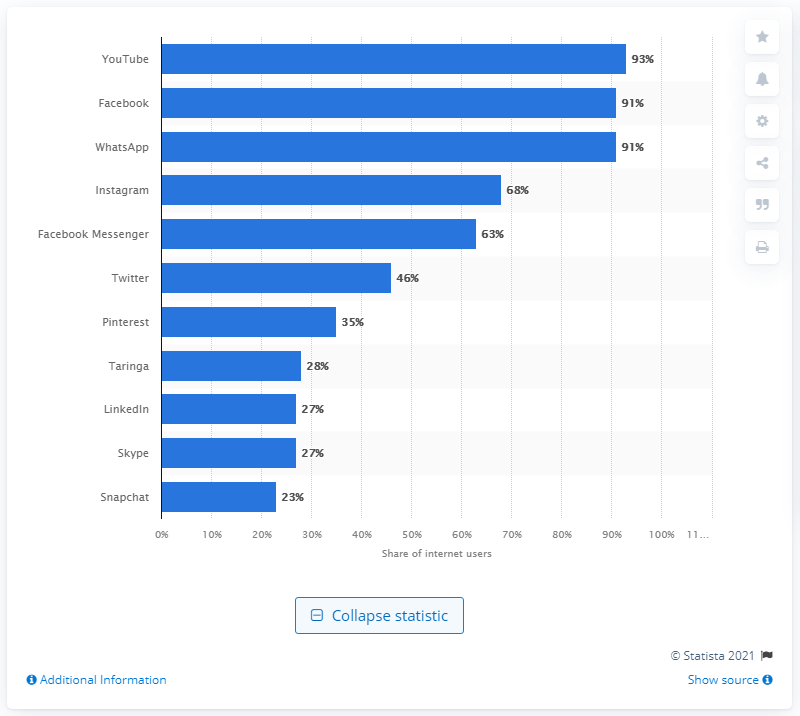 YouTube 93%
Facebook 91%
WhatsApp 91%
Instagram 68%
Facebook Messenger 63%
Twitter 46%
Pinterest 35%
Taringa 28%
LinkedIn 27%
Skype 27%
Snapchat 23%
0% 10% 20% 30% 40% 50% 60% 70% 80% 90% 100% 11...
Share of internet users
Collapse statistic
© Statista 2021
Additional Information Show source